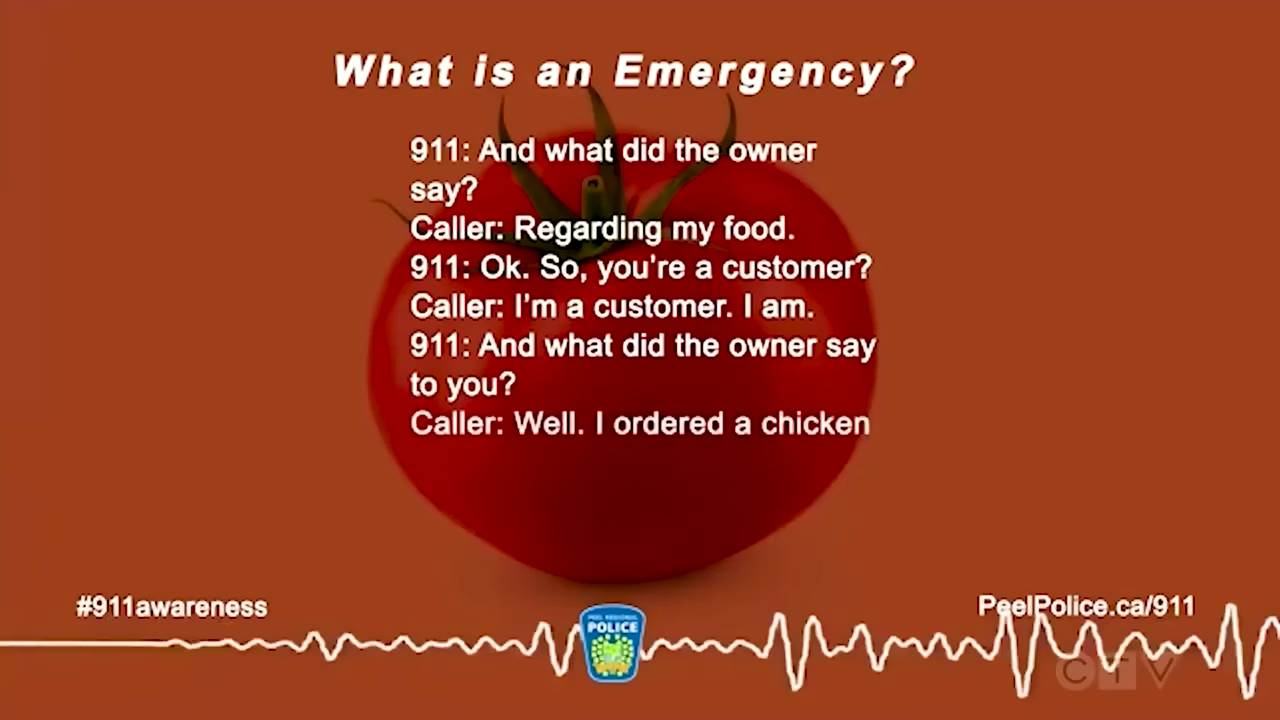 What is an Emergency?
911: And what did the owner
say?
Caller: Regarding my food.
911: Ok. So, you're a customer?
Caller: I'm a customer. I am.
911: And what did the owner say
to you?
Caller: Well. I ordered a chicken
#911awareness
PeelPolice.ca/911
PEEL REGIONAL
POLICE
CTV